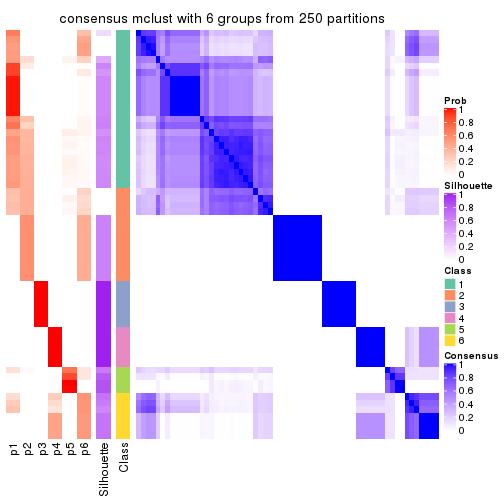 consensus mclust with 6 groups from 250 partitions
Prob
1
0.8
0.6
0.4
0.2
0
Silhouette
1
0.8
0.6
0.4
0.2
0
Class
1
2
3
4
5
6
Consensus
1
0.8
0.6
0.4
0.2
0
p1
p2
p3
p4
p5
p6
Silhouette
Class